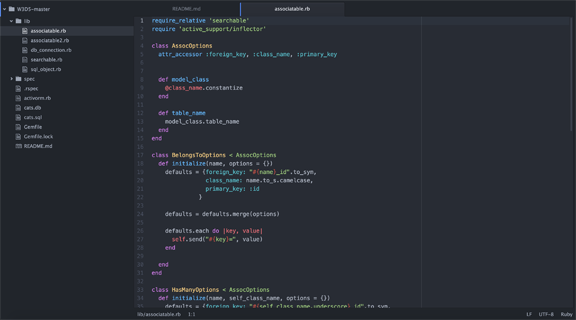 W3D5-master
lib
associatable.rb
associatable2.rb
db_connection.rb
searchable.rb
sql_object.rb
spec
.rspec
activorm.rb
cats.db
cats.sql
Gemfile
Gemfile.lock
README.md
README.md
associatable.rb
1 require_relative 'searchable'
2 require 'active_support/inflector'
3
4 class AssocOptions
5 attr_accessor :foreign_key, :class_name, :primary_key
6
7
8 def model_class
9 @class_name.constantize
10 end
11
12 def table_name
13 model_class.table_name
14 end
15 end
16
17 class BelongsToOptions < AssocOptions
18 def initialize(name, options = {})
19 defaults = {foreign_key: "#{name}_id".to_sym,
20 class_name: name.to_s.camelcase,
21 primary_key: :id
22 }
23
24 defaults = defaults.merge(options)
25
26 defaults.each do |key, value|
27 self.send("#{key}=", value)
28 end
29
30 end
31 end
32
33 class HasManyOptions < AssocOptions
34 def initialize(name, self_class_name, options = {})
35 defaults = {foreign_key: "#{self_class_name.underscore}_id".to_sym,
lib/associatable.rb 1:1
LF UTF-8 Ruby